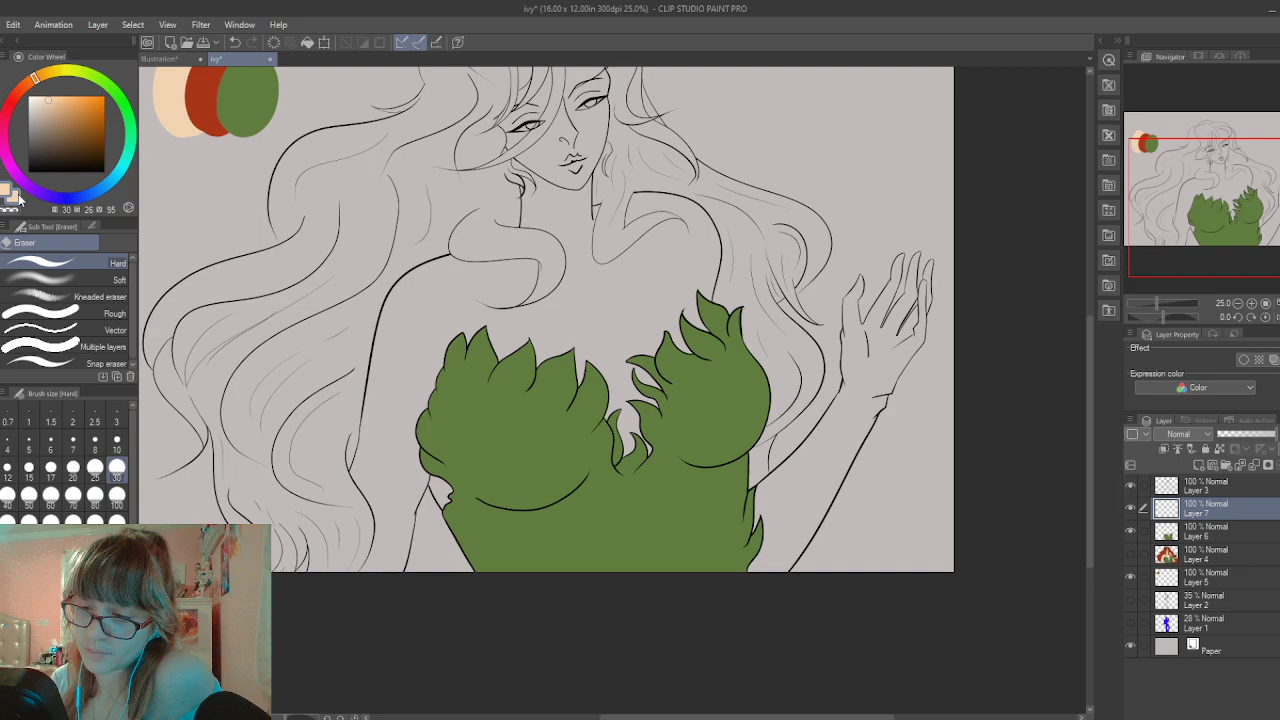 ivy* (16.00 x 12.00in 300dpi 25.0%) - CLIP STUDIO PAINT PRO
Edit Animation Layer Select View Filter Window Help
Illustration* ivy*
Color Wheel
30 26 95
Sub Tool [Eraser]
Eraser
Hard
Soft
Kneaded eraser
Rough
Vector
Multiple layers
Snap eraser
Brush size [Hard]
0.7 1 1.5 2 2.5 3
4 5 6 7 8 10
12 15 17 20 25 30
40 50 60 70 80 100
Navigator
25.0
0.0
Layer Property
Effect
Expression color
Color
Layer History Auto Action
Normal
100 % Normal
Layer 3
100 % Normal
Layer 7
100 % Normal
Layer 6
100 % Normal
Layer 4
100 % Normal
Layer 5
35 % Normal
Layer 2
28 % Normal
Layer 1
Paper